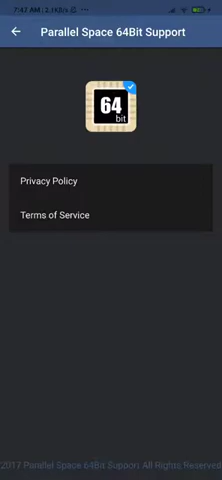 7:47 AM | 2.1KB/s
Parallel Space 64Bit Support
64
bit
Privacy Policy
Terms of Service
2017 Parallel Space 64Bit Support All Rights Reserved